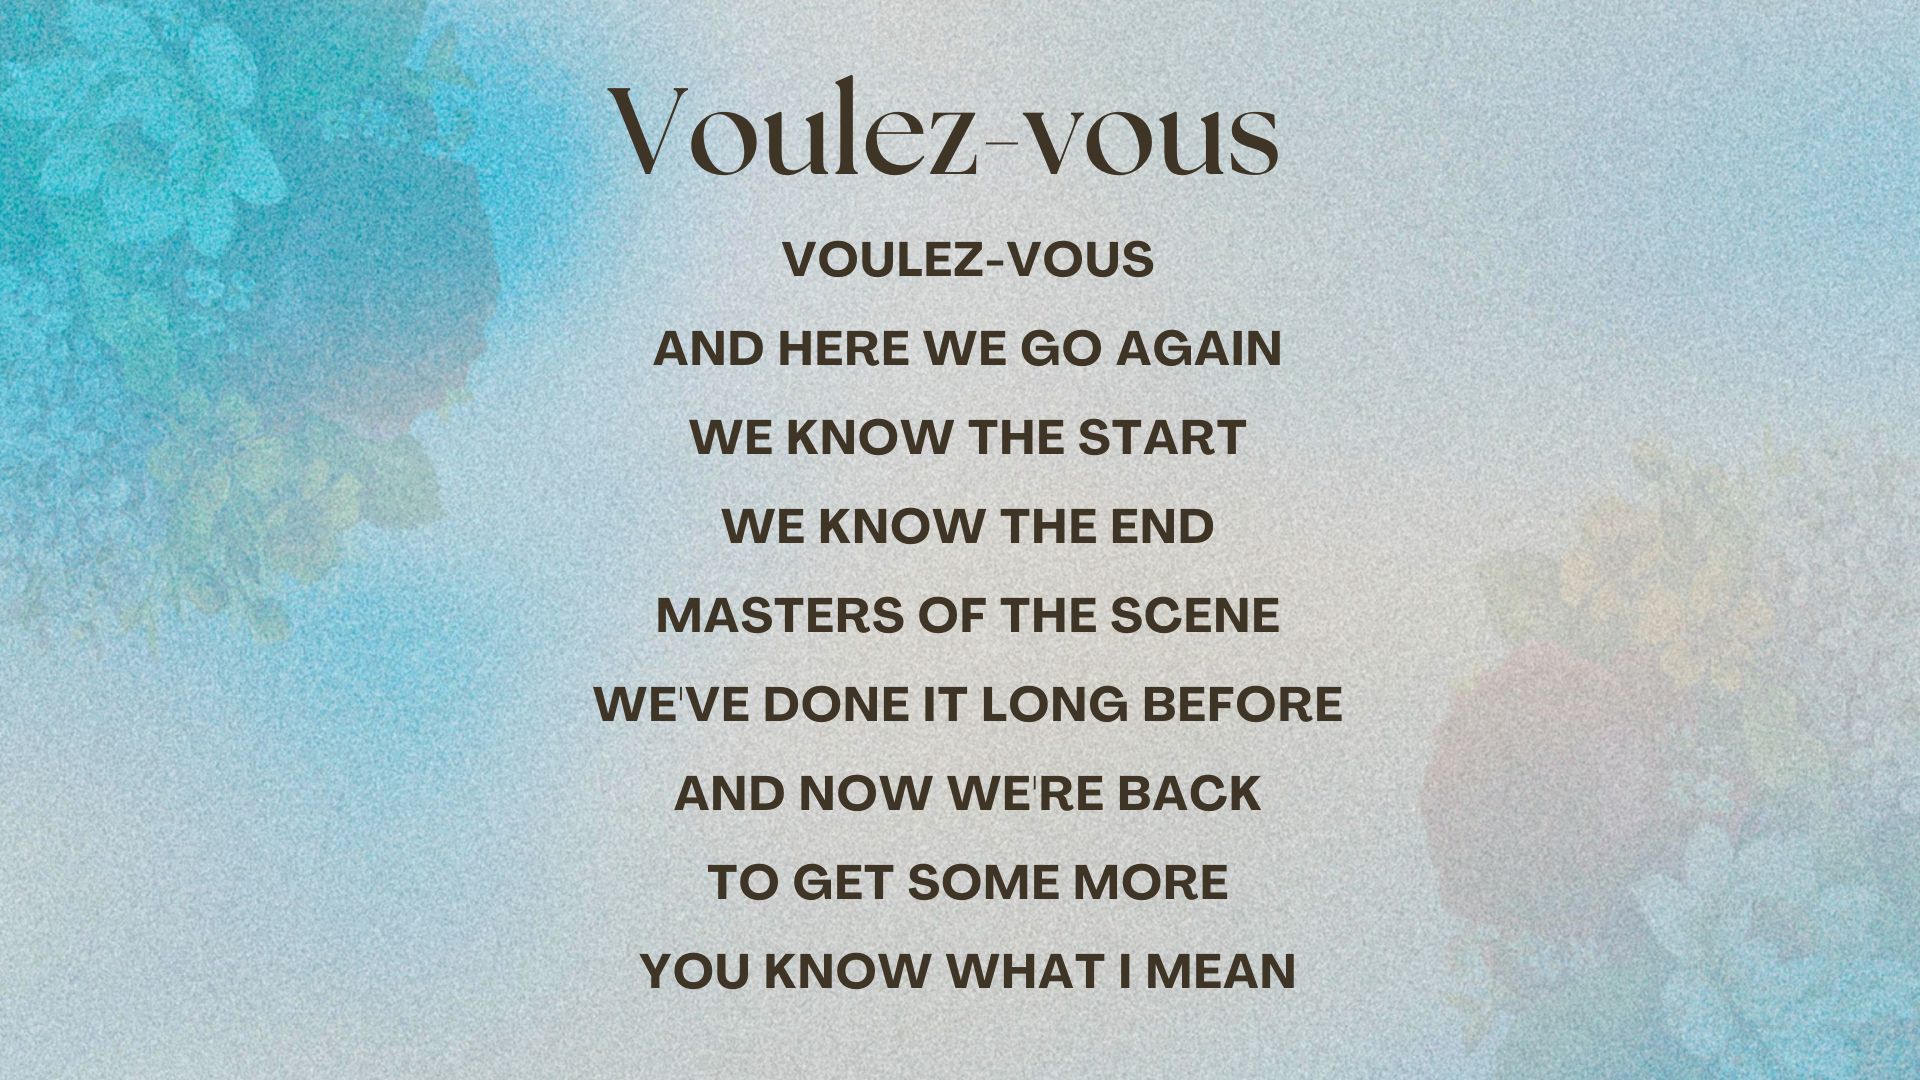 Voulez-vous
VOULEZ-VOUS
AND HERE WE GO AGAIN
WE KNOW THE START
WE KNOW THE END
MASTERS OF THE SCENE
WE'VE DONE IT LONG BEFORE
AND NOW WE'RE BACK
TO GET SOME MORE
YOU KNOW WHAT I MEAN